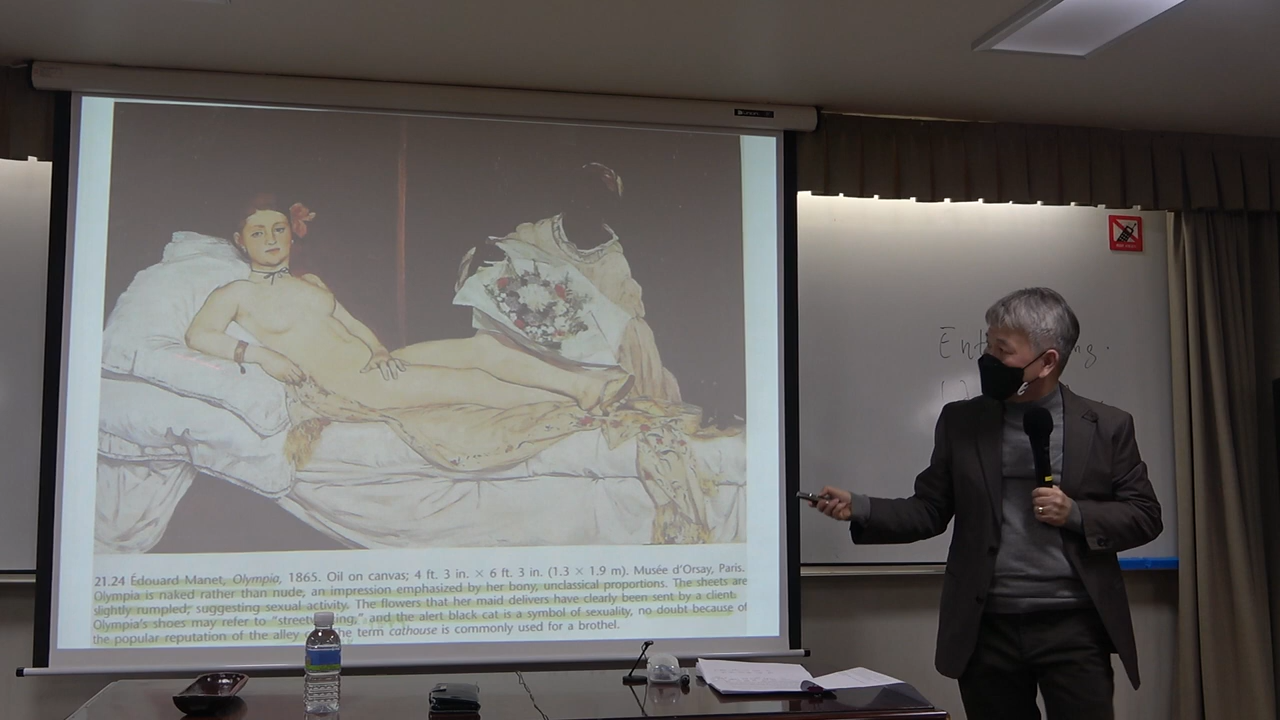 21.24 Édouard Manet, Olympia, 1865. Oil on canvas; 4 ft. 3 in. × 6 ft. 3 in. (1.3 × 1.9 m). Musée d'Orsay, Paris.
Olympia is naked rather than nude, an impression emphasized by her bony, unclassical proportions. The sheets are
slightly rumpled, suggesting sexual activity. The flowers that her maid delivers have clearly been sent by a client.
Olympia's shoes may refer to "street ing," and the alert black cat is a symbol of sexuality, no doubt because of
the popular reputation of the alley the term cathouse is commonly used for a brothel.